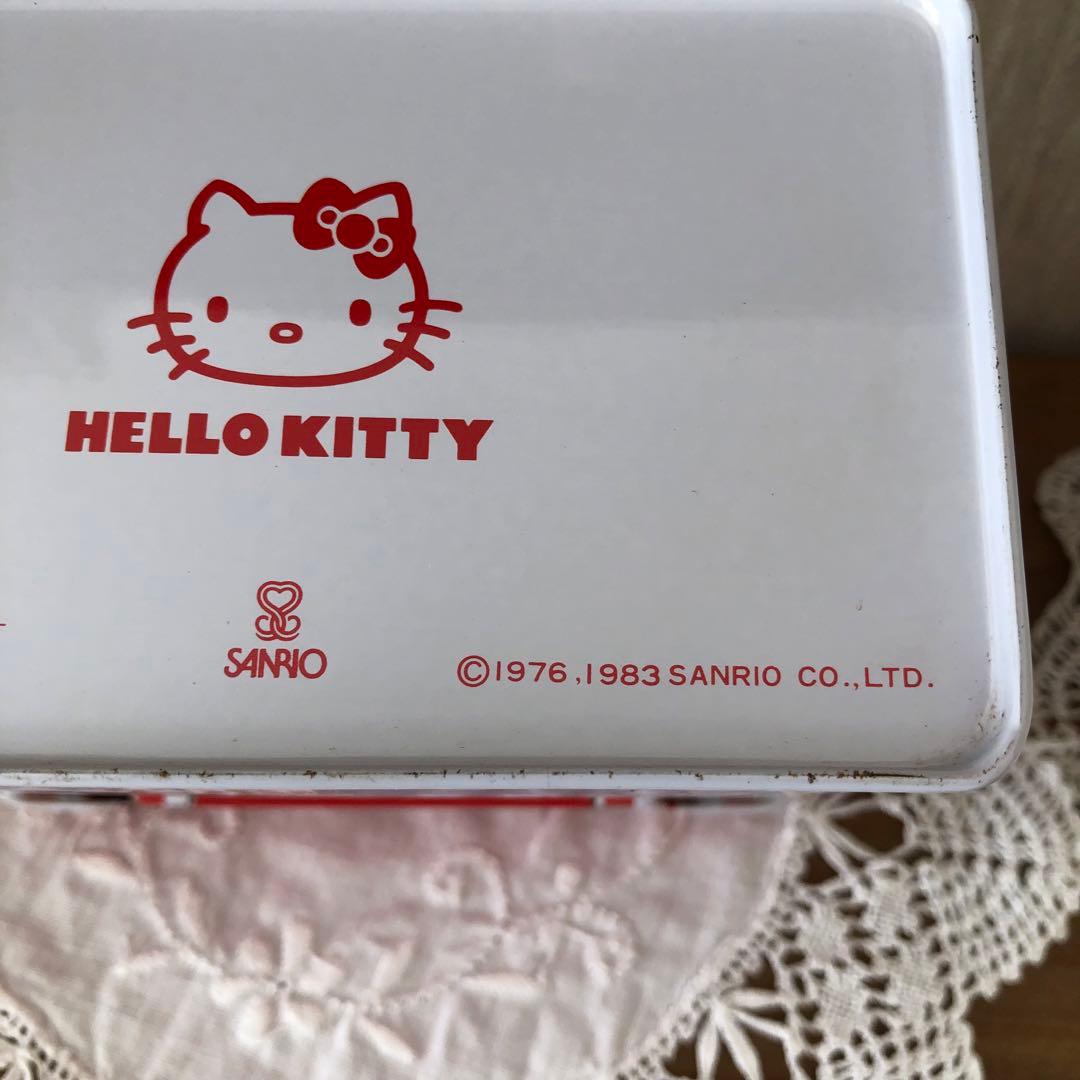 HELLO KITTY
SANRIO
©1976,1983 SANRIO CO.,LTD.